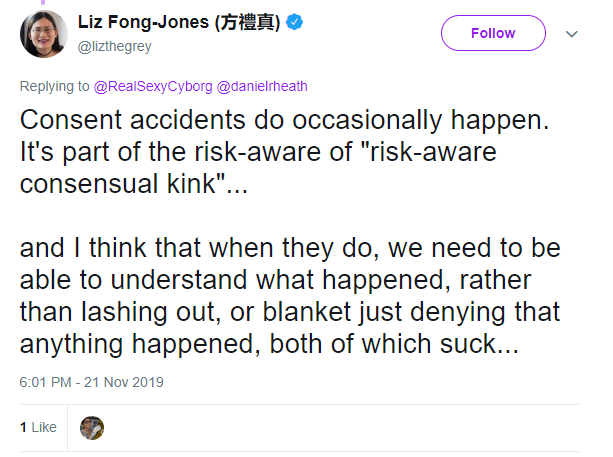 Liz Fong-Jones (方禮真)
@lizthegrey
Follow
Replying to @RealSexyCyborg @danielrheath
Consent accidents do occasionally happen.
It's part of the risk-aware of "risk-aware
consensual kink"...
and I think that when they do, we need to be
able to understand what happened, rather
than lashing out, or blanket just denying that
anything happened, both of which suck...
6:01 PM - 21 Nov 2019
1 Like